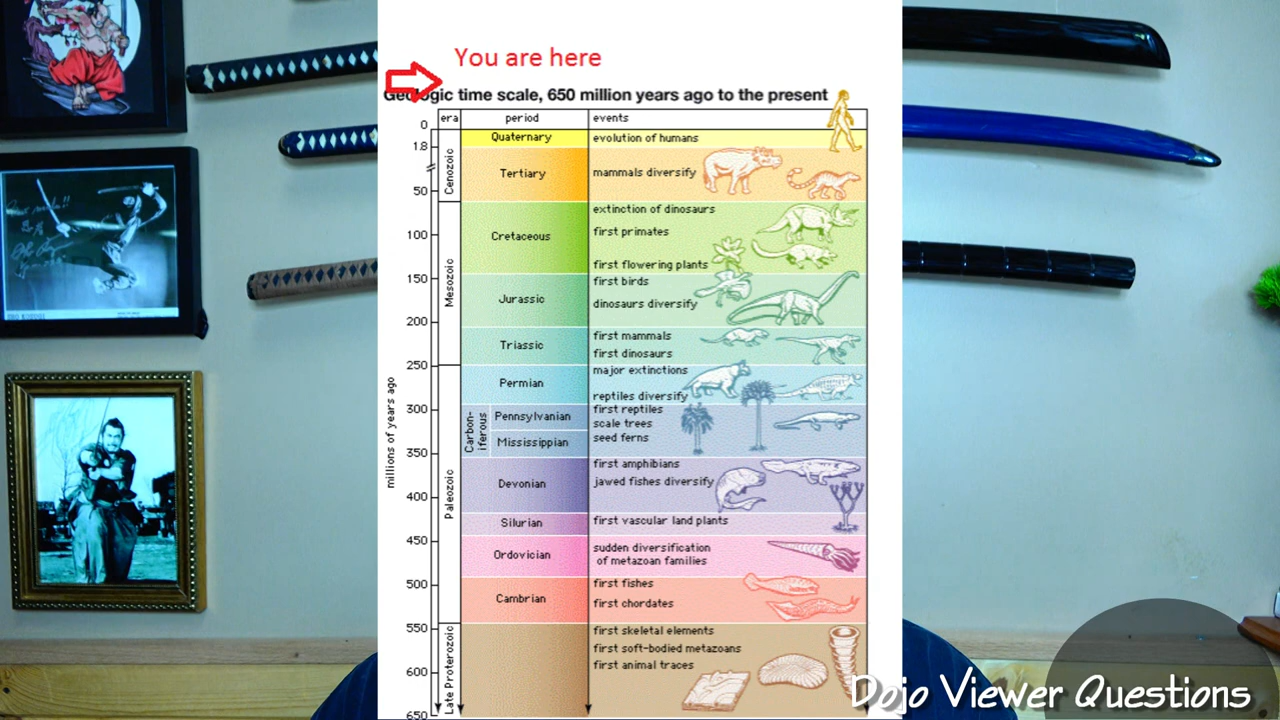 You are here
Geologic time scale, 650 million years ago to the present
era
period
events
0
Quaternary
evolution of humans
1.8
Cenozoic
Tertiary
mammals diversify
50
extinction of dinosaurs
first primates
100
Cretaceous
first flowering plants
Mesozoic
150
first birds
Jurassic
dinosaurs diversify
200
first mammals
Triassic
first dinosaurs
250
major extinctions
Permian
reptiles diversify
300
Carbon-
iferous
Pennsylvanian
first reptiles
scale trees
Mississippian
seed ferns
350
millions of years ago
Paleozoic
first amphibians
Devonian
jawed fishes diversify
400
Silurian
first vascular land plants
450
Ordovician
sudden diversification
of metazoan families
500
first fishes
Cambrian
first chordates
550
Late Proterozoic
first skeletal elements
first soft-bodied metazoans
600
first animal traces
650
Dojo Viewer Questions